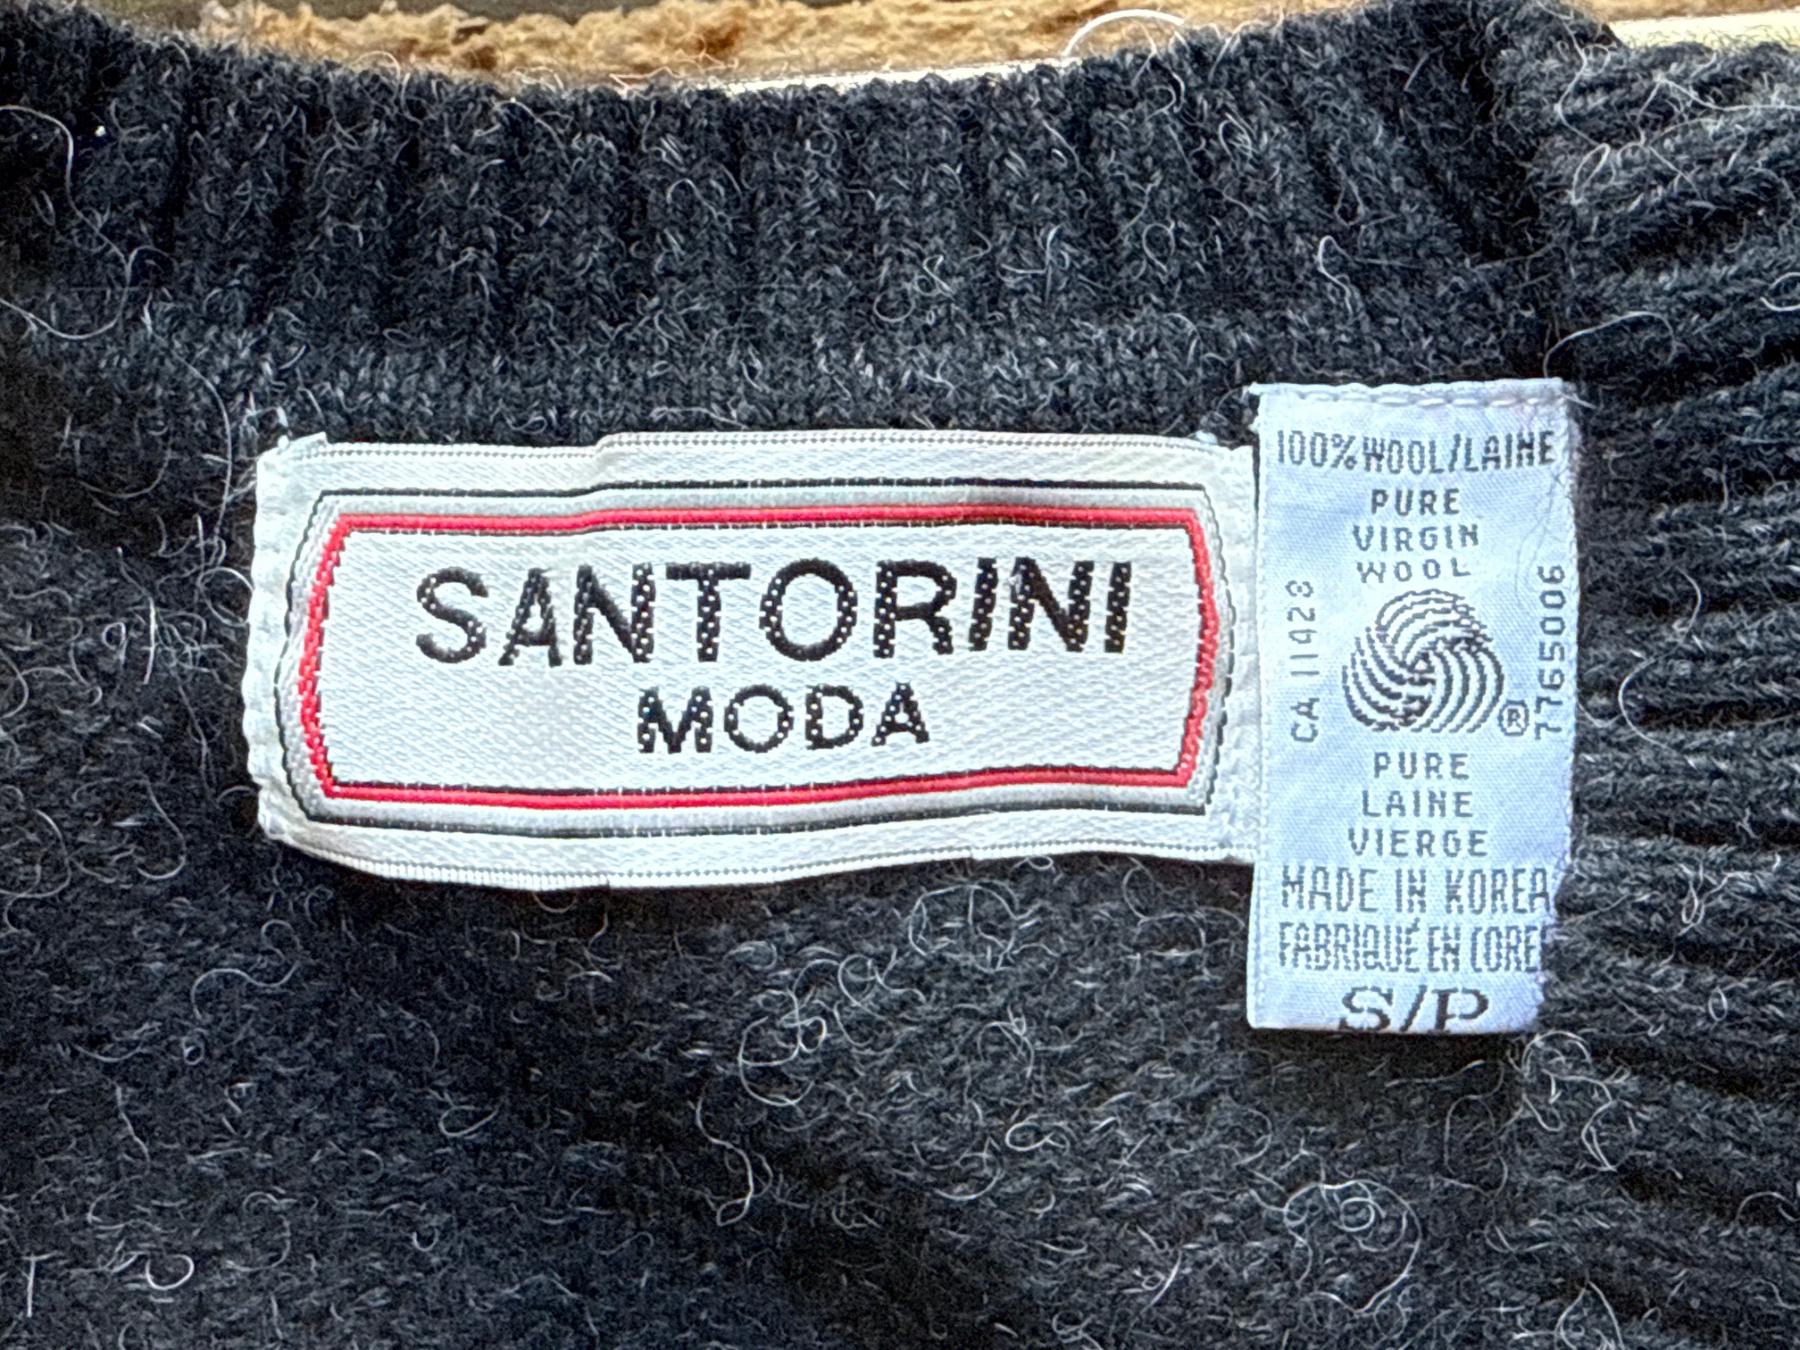 SANTORINI
MODA
100% WOOL/LAINE
PURE
VIRGIN
WOOL
CA 11428
®
7765006
PURE
LAINE
VIERGE
MADE IN KOREA
FABRIQUÉ EN CORE
S/P